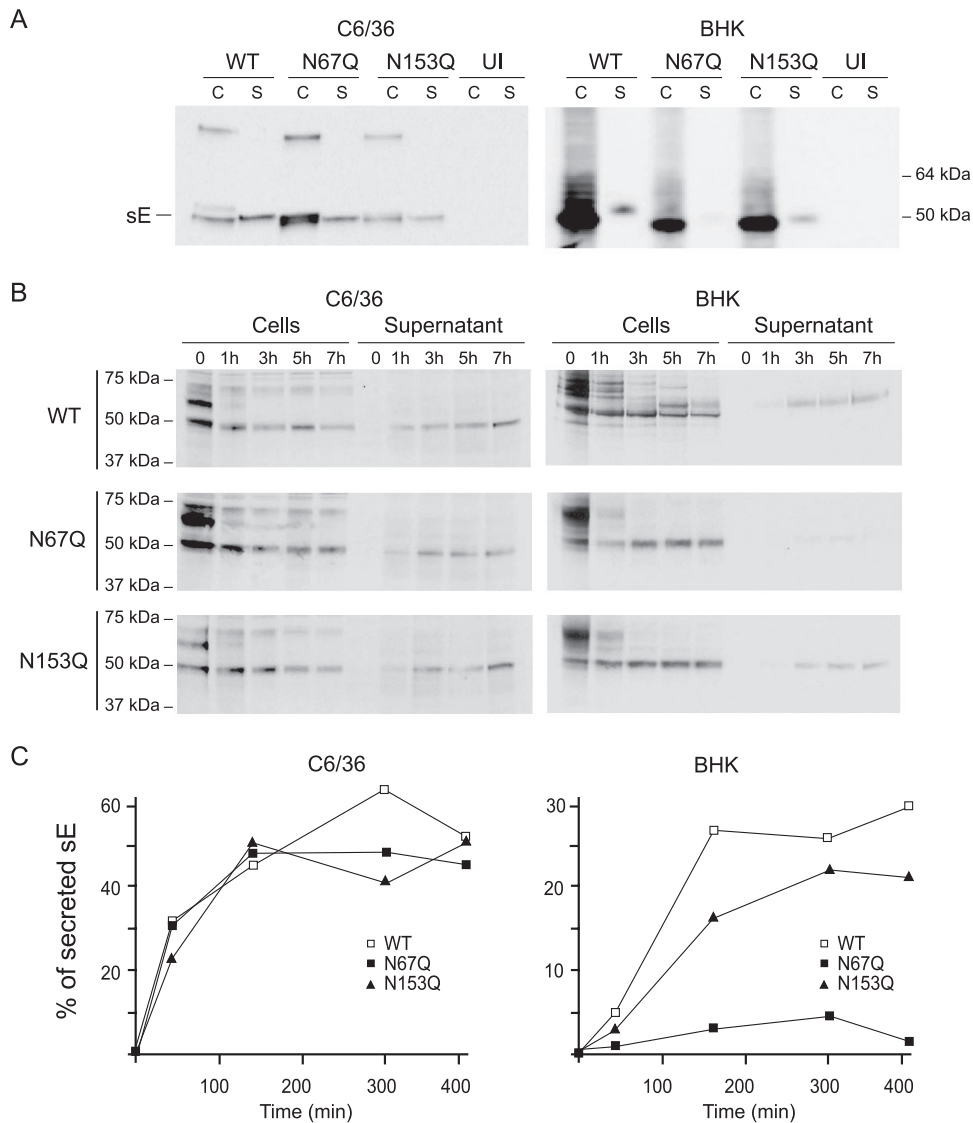 A
C6/36
BHK
WT N67Q N153Q UI
WT N67Q N153Q UI
C S C S C S C S
C S C S C S C S
sE
64 kDa
50 kDa
B
C6/36
BHK
Cells Supernatant
Cells Supernatant
0 1h 3h 5h 7h 0 1h 3h 5h 7h
0 1h 3h 5h 7h 0 1h 3h 5h 7h
WT
75 kDa
50 kDa
37 kDa
N67Q
75 kDa
50 kDa
37 kDa
N153Q
75 kDa
50 kDa
37 kDa
C
C6/36
BHK
% of secreted sE
60
40
20
WT
N67Q
N153Q
100 200 300 400
Time (min)
30
20
10
WT
N67Q
N153Q
100 200 300 400
Time (min)